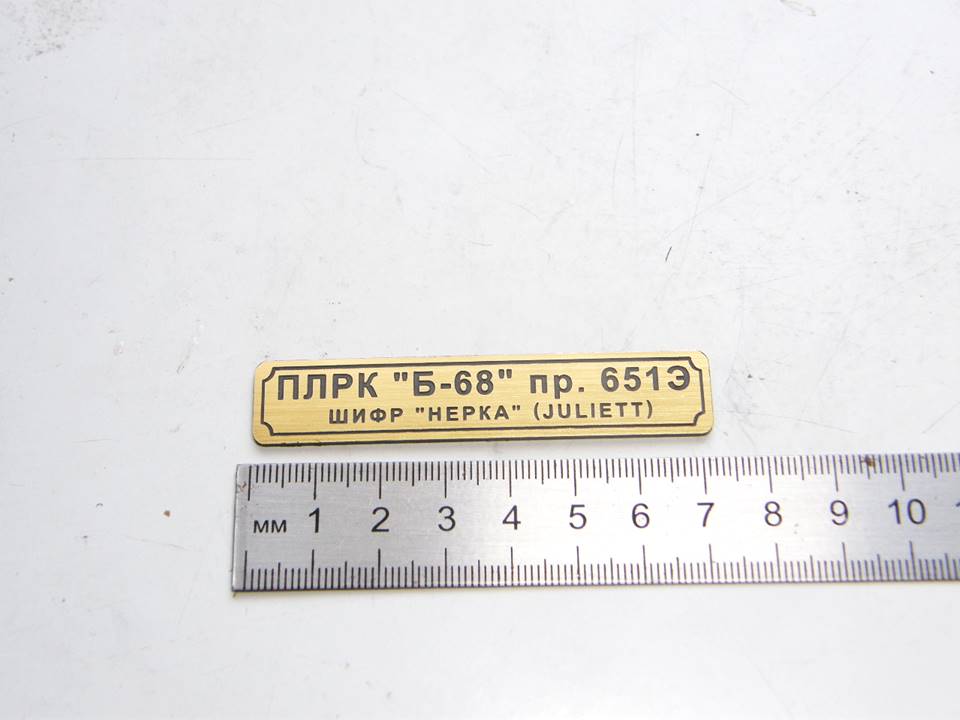 ПЛРК "Б-68" пр. 651Э
ШИФР "НЕРКА" (JULIETT)
мм 1 2 3 4 5 6 7 8 9 10